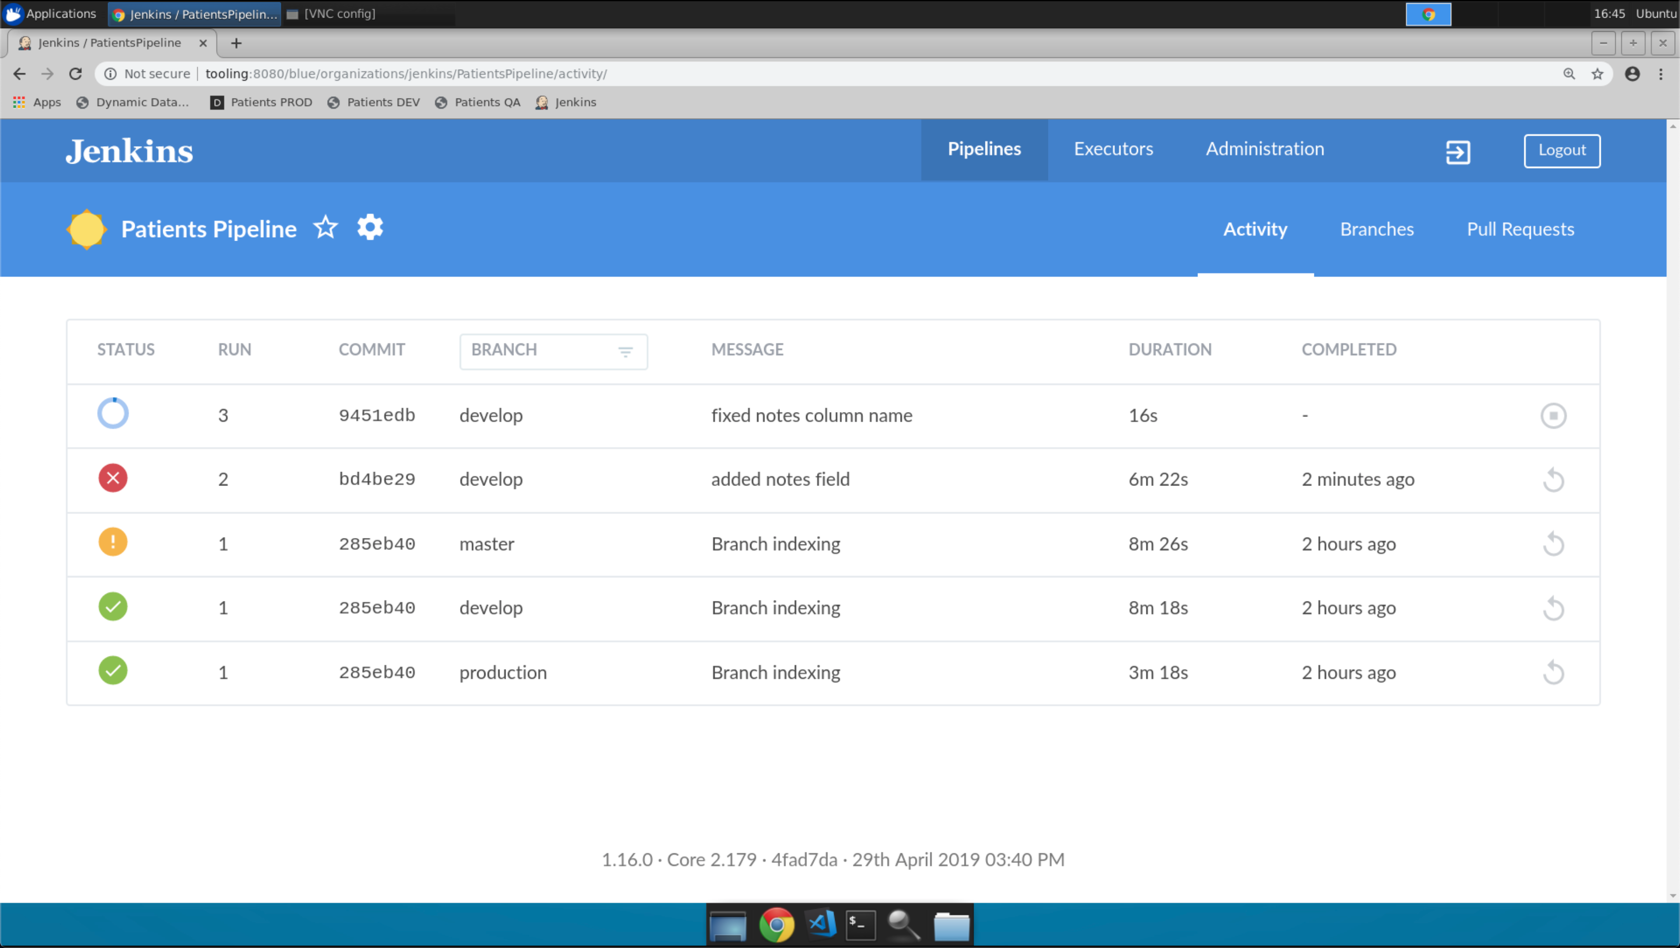 Applications Jenkins / PatientsPipelin... [VNC config] 16:45 Ubuntu
Jenkins / PatientsPipeline
Not secure tooling:8080/blue/organizations/jenkins/PatientsPipeline/activity/
Apps Dynamic Data... D Patients PROD Patients DEV Patients QA Jenkins
Jenkins Pipelines Executors Administration Logout
Patients Pipeline Activity Branches Pull Requests
STATUS RUN COMMIT BRANCH MESSAGE DURATION COMPLETED
3 9451edb develop fixed notes column name 16s -
2 bd4be29 develop added notes field 6m 22s 2 minutes ago
1 285eb40 master Branch indexing 8m 26s 2 hours ago
1 285eb40 develop Branch indexing 8m 18s 2 hours ago
1 285eb40 production Branch indexing 3m 18s 2 hours ago
1.16.0 · Core 2.179 · 4fad7da · 29th April 2019 03:40 PM
$_